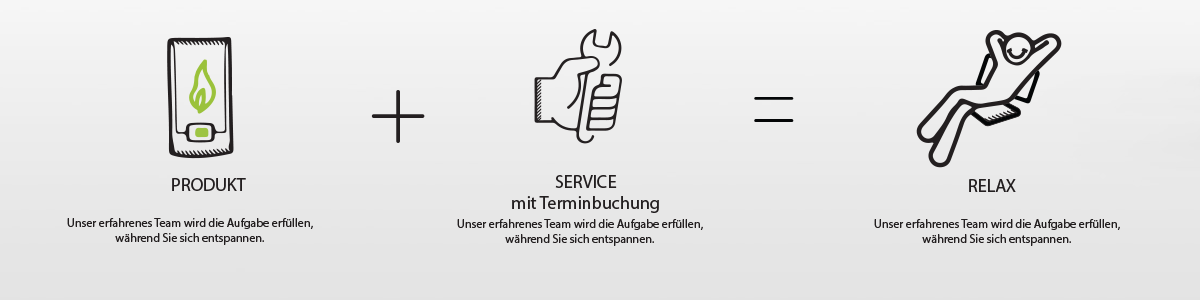 PRODUKT
Unser erfahrenes Team wird die Aufgabe erfüllen,
während Sie sich entspannen.
+
SERVICE
mit Terminbuchung
Unser erfahrenes Team wird die Aufgabe erfüllen,
während Sie sich entspannen.
=
RELAX
Unser erfahrenes Team wird die Aufgabe erfüllen,
während Sie sich entspannen.